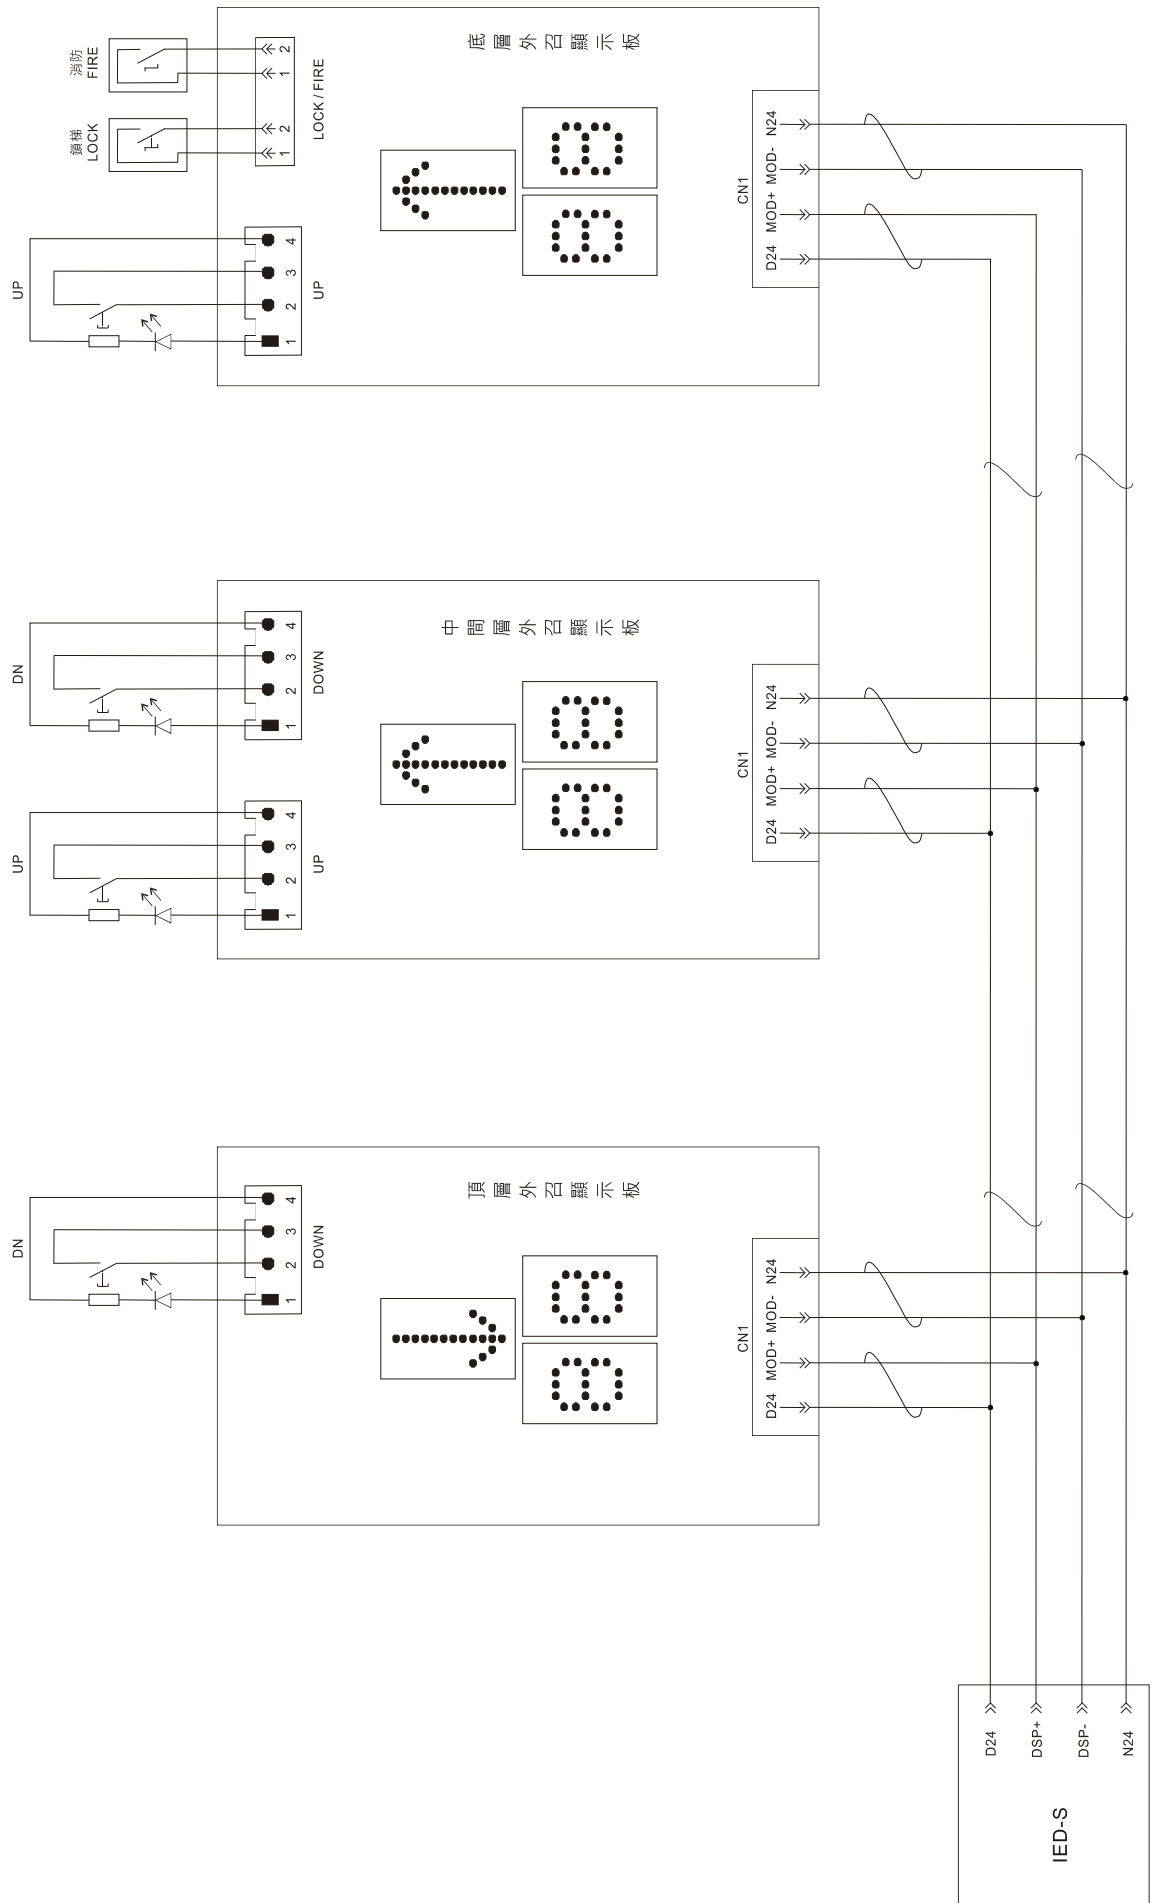 消防
FIRE
2
1
鎖梯
LOCK
2
1
LOCK / FIRE
UP
4
3
2
1
UP
底層外召顯示板
CN1
N24
MOD-
MOD+
D24
DN
4
3
2
1
DOWN
UP
4
3
2
1
UP
中間層外召顯示板
CN1
N24
MOD-
MOD+
D24
DN
4
3
2
1
DOWN
頂層外召顯示板
CN1
N24
MOD-
MOD+
D24
D24
DSP+
DSP-
N24
IED-S